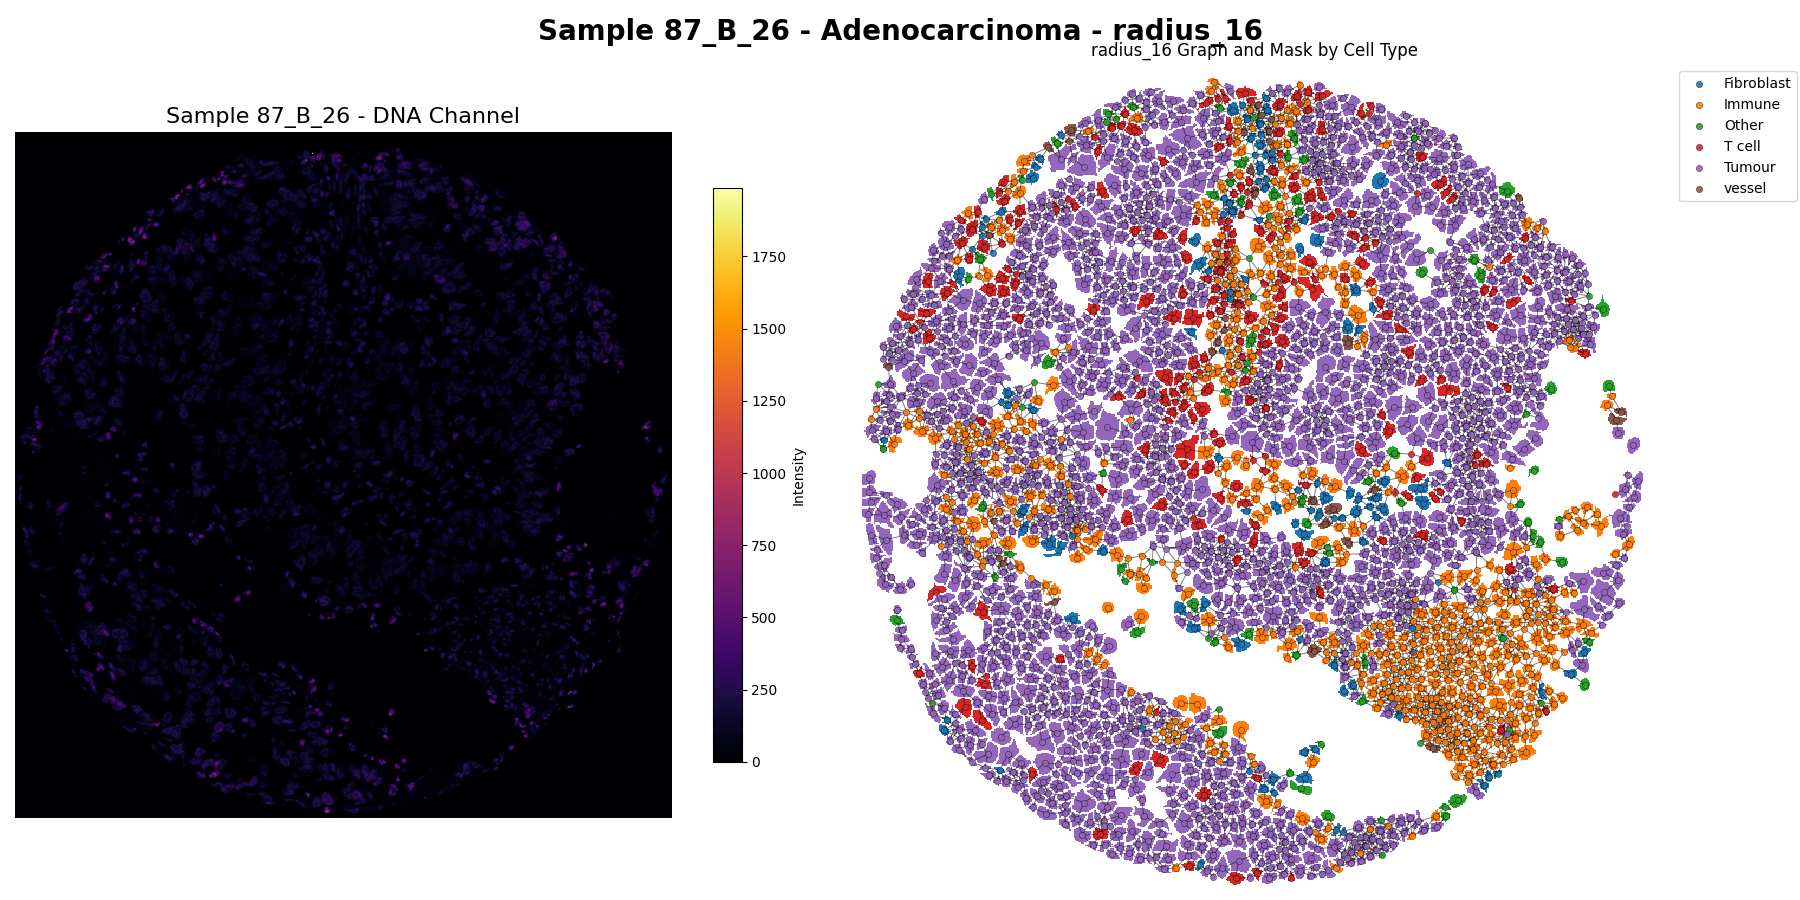 Sample 87_B_26 - Adenocarcinoma - radius_16
radius_16 Graph and Mask by Cell Type
Sample 87_B_26 - DNA Channel
Fibroblast
Immune
Other
T cell
Tumour
vessel
1750
1500
1250
1000
750
500
250
0
Intensity